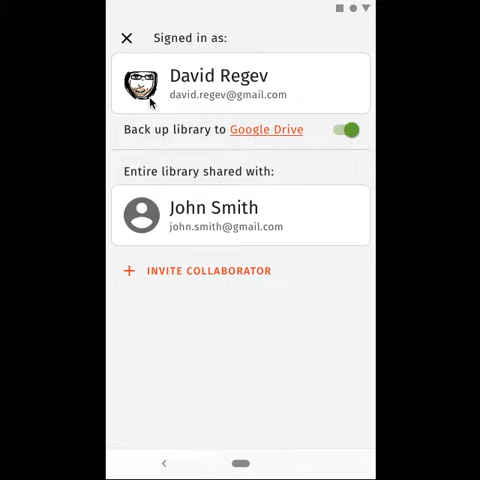 Signed in as:
David Regev
david.regev@gmail.com
Back up library to Google Drive
Entire library shared with:
John Smith
john.smith@gmail.com
INVITE COLLABORATOR